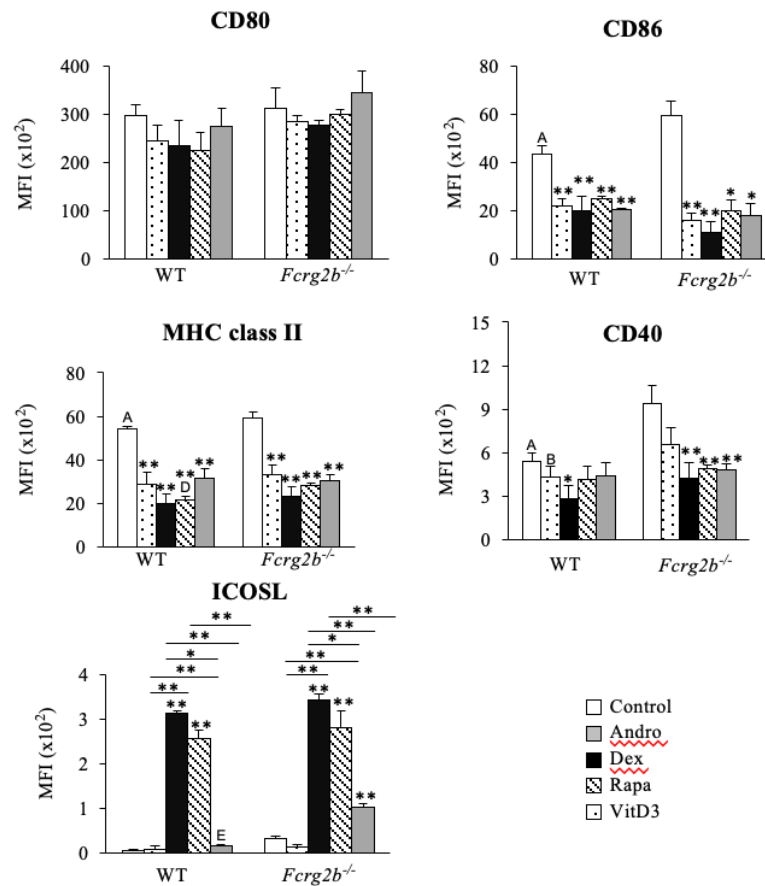 CD80
MFI (x10²)
400
300
200
100
0
WT
Fcrg2b-/-
CD86
MFI (x10²)
80
60
40
20
0
A
** ** ** **
** ** * *
WT
Fcrg2b-/-
MHC class II
MFI (x10²)
80
60
40
20
0
A
** ** ** **
D
** ** ** **
WT
Fcrg2b-/-
CD40
MFI (x10²)
15
12
9
6
3
0
A
B
*
** ** **
WT
Fcrg2b-/-
ICOSL
MFI (x10²)
4
3
2
1
0
**
**
*
**
**
** **
E
**
**
*
**
**
** ** **
WT
Fcrg2b-/-
Control
Andro
Dex
Rapa
VitD3